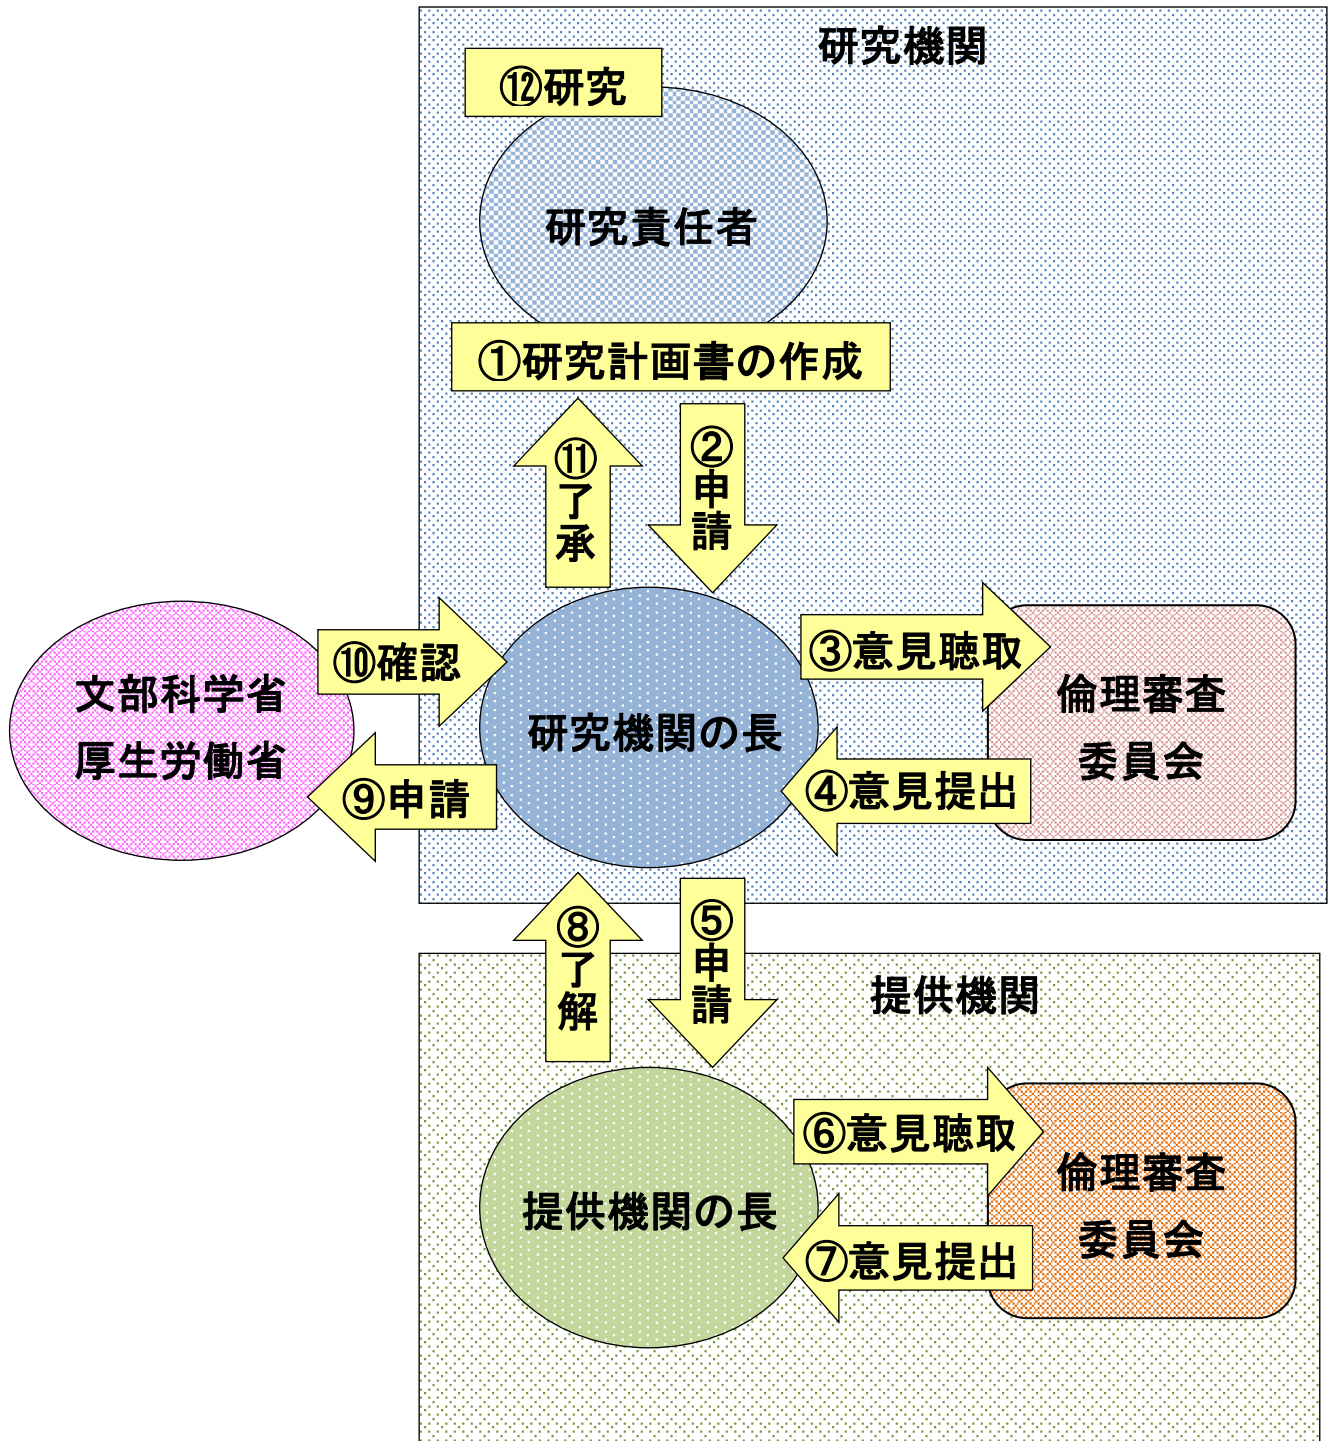 研究機関
⑫研究
研究責任者
①研究計画書の作成
⑪了承
②申請
⑩確認
③意見聴取
文部科学省
厚生労働省
研究機関の長
倫理審査
委員会
⑨申請
④意見提出
⑧了解
⑤申請
提供機関
⑥意見聴取
提供機関の長
倫理審査
委員会
⑦意見提出